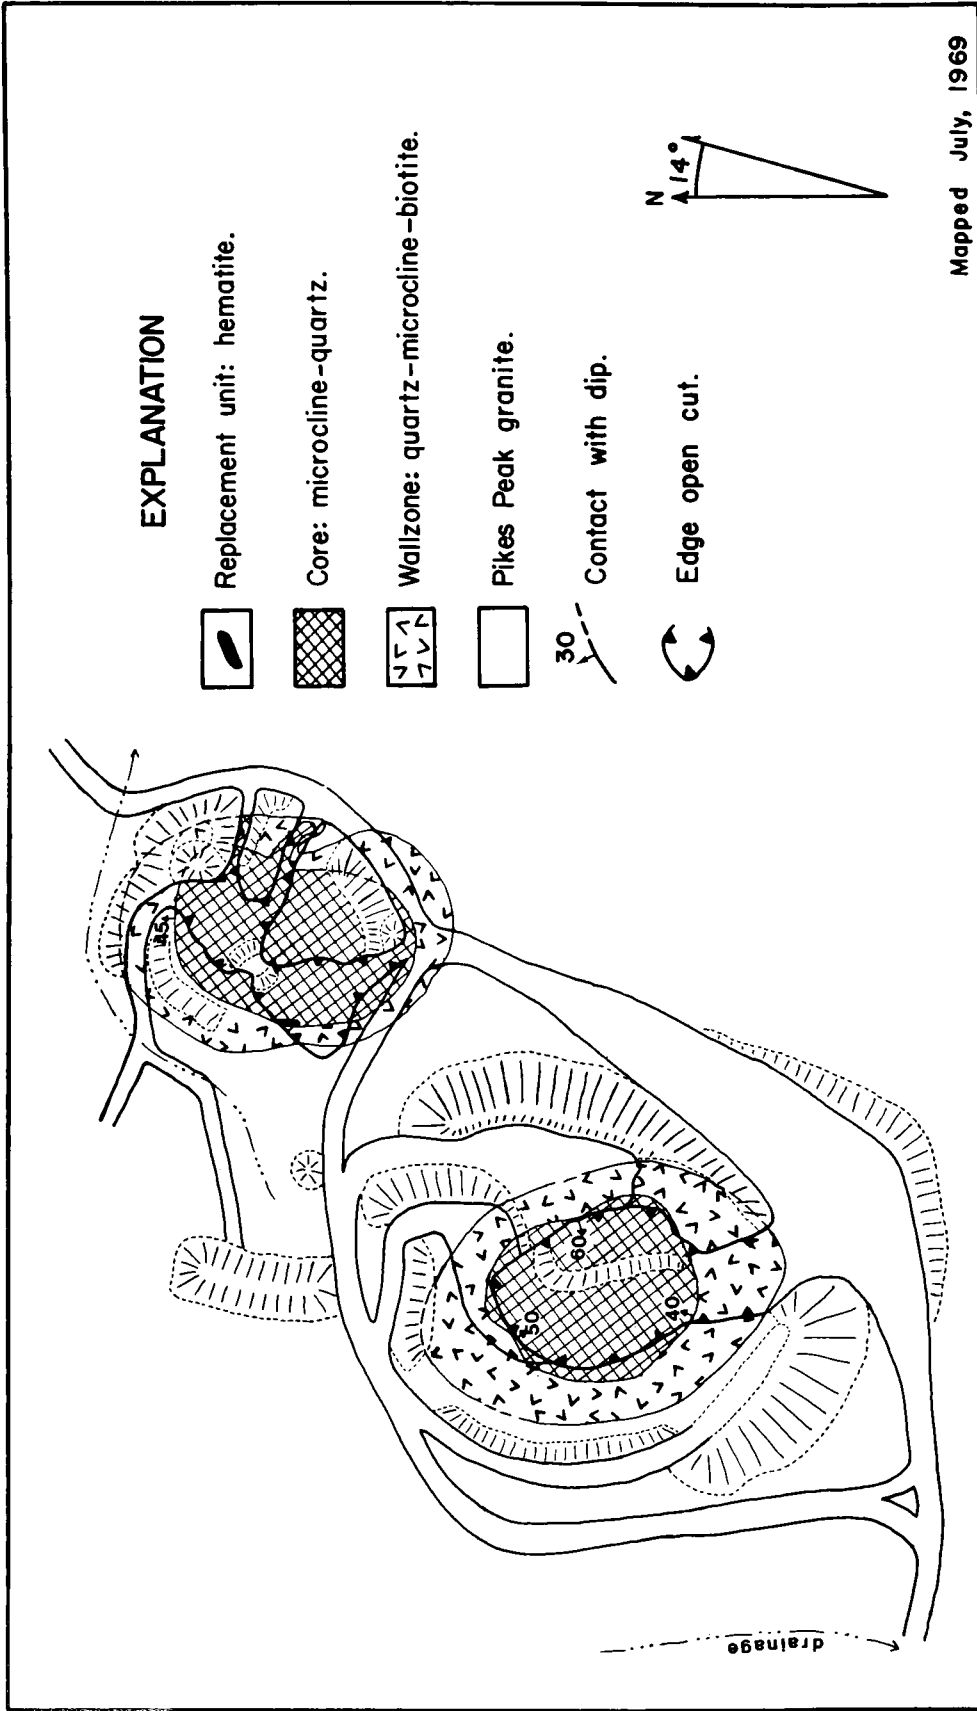 EXPLANATION
Replacement unit: hematite.
Core: microcline-quartz.
Wallzone: quartz-microcline-biotite.
Pikes Peak granite.
30
Contact with dip.
Edge open cut.
N
14°
Mapped July, 1969
45
60
50
40
drainage